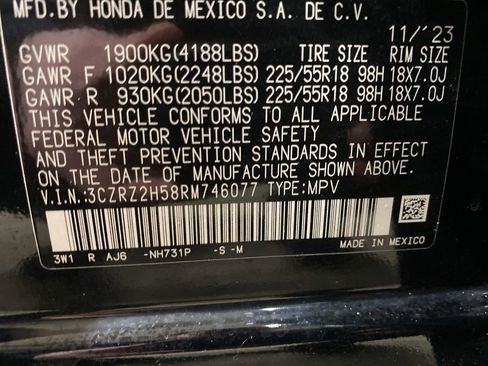 MFD.BY HONDA DE MEXICO S.A. DE C.V.
11/'23
GVWR 1900KG(4188LBS) TIRE SIZE RIM SIZE
GAWR F 1020KG(2248LBS) 225/55R18 98H 18X7.0J
GAWR R 930KG(2050LBS) 225/55R18 98H 18X7.0J
THIS VEHICLE CONFORMS TO ALL APPLICABLE
FEDERAL MOTOR VEHICLE SAFETY
AND THEFT PREVENTION STANDARDS IN EFFECT
ON THE DATE OF MANUFACTURE SHOWN ABOVE.
V.I.N.:3CZRZ2H58RM746077 TYPE:MPV
3W1 R AJ6 -NH731P -S -M MADE IN MEXICO